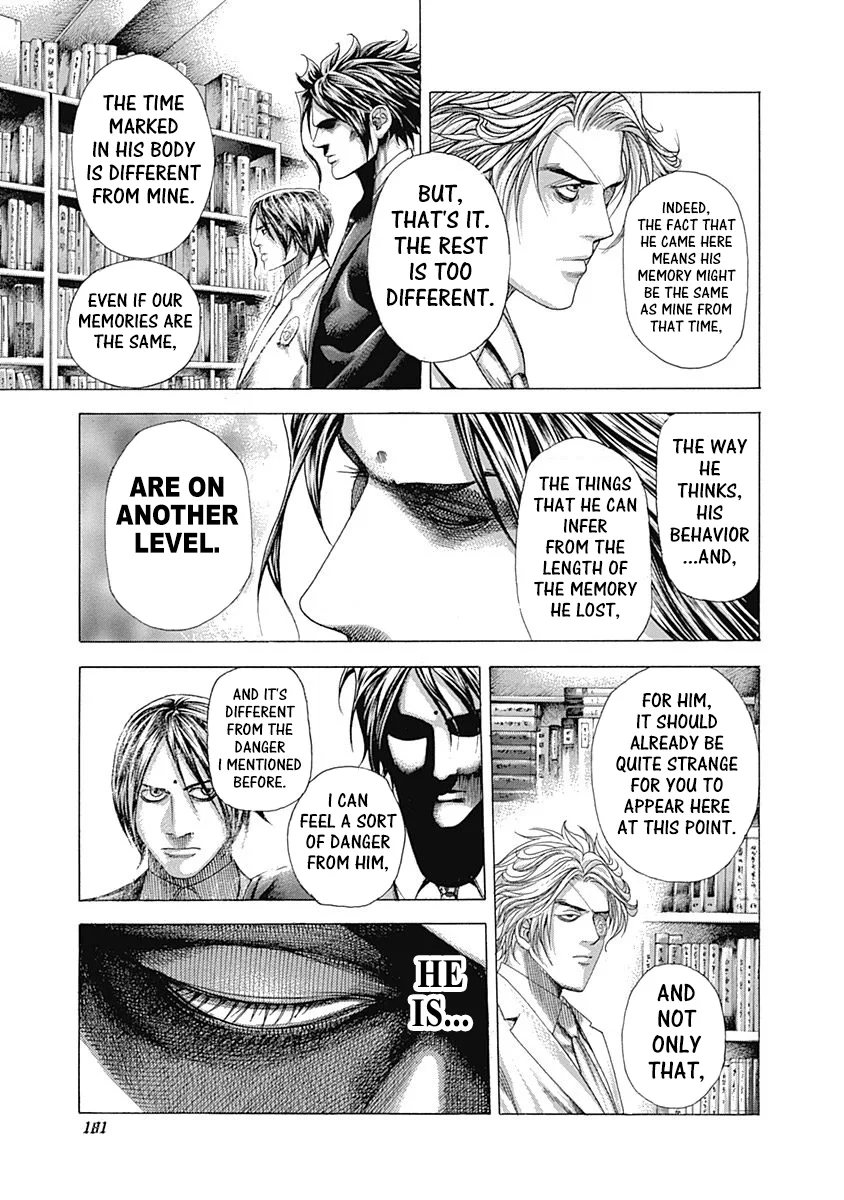 INDEED,
THE FACT THAT
HE CAME HERE
MEANS HIS
MEMORY MIGHT
BE THE SAME
AS MINE FROM
THAT TIME,
BUT,
THAT'S IT.
THE REST
IS TOO
DIFFERENT.
THE TIME
MARKED
IN HIS BODY
IS DIFFERENT
FROM MINE.
EVEN IF OUR
MEMORIES ARE
THE SAME,
THE WAY
HE
THINKS,
HIS
BEHAVIOR
...AND,
THE THINGS
THAT HE CAN
INFER
FROM THE
LENGTH OF
THE MEMORY
HE LOST,
ARE ON
ANOTHER
LEVEL.
FOR HIM,
IT SHOULD
ALREADY BE
QUITE STRANGE
FOR YOU TO
APPEAR HERE
AT THIS POINT.
AND
NOT
ONLY
THAT,
I CAN
FEEL A SORT
OF DANGER
FROM HIM,
AND IT'S
DIFFERENT
FROM THE
DANGER
I MENTIONED
BEFORE.
HE
IS...
181